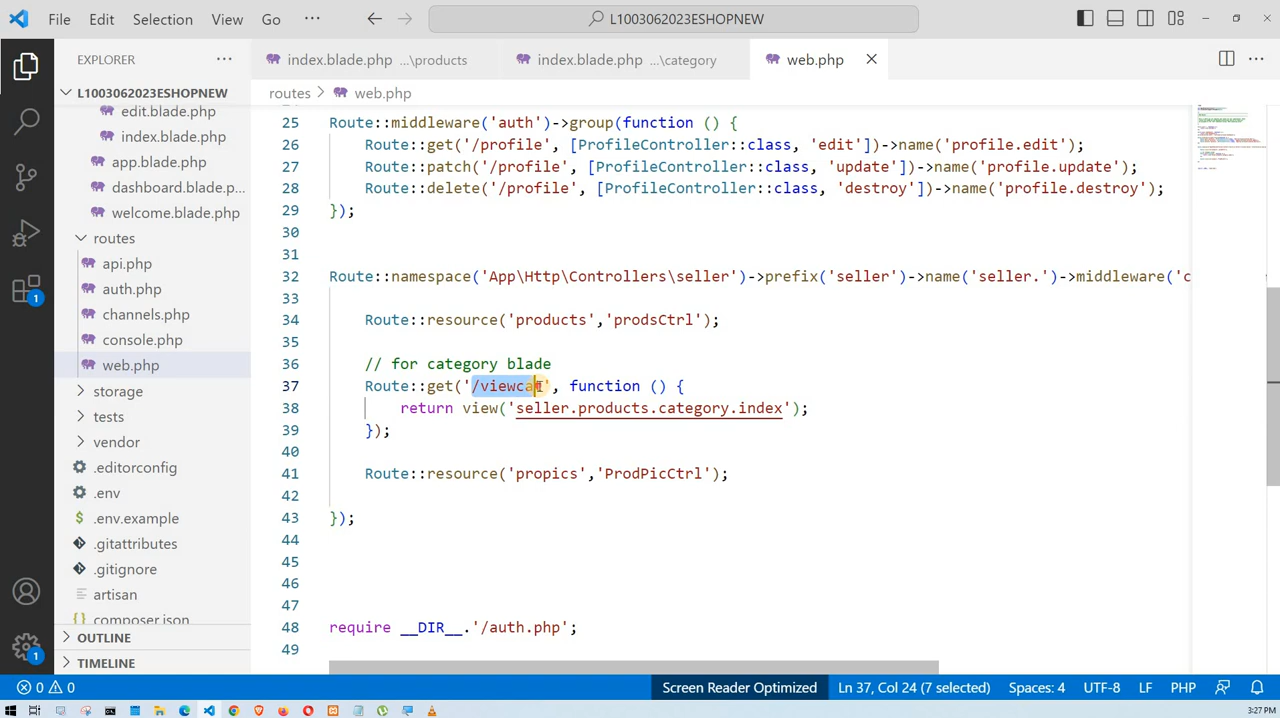 File Edit Selection View Go ··· L1003062023ESHOPNEW
EXPLORER ···
L1003062023ESHOPNEW
edit.blade.php
index.blade.php
app.blade.php
dashboard.blade.p...
welcome.blade.php
routes
api.php
auth.php
channels.php
console.php
web.php
storage
tests
vendor
.editorconfig
.env
.env.example
.gitattributes
.gitignore
artisan
composer.json
OUTLINE
TIMELINE
index.blade.php ...\products index.blade.php ...\category web.php
routes > web.php
25 Route::middleware('auth')->group(function () {
26 Route::get('/profile', [ProfileController::class, 'edit'])->name('profile.edit');
27 Route::patch('/profile', [ProfileController::class, 'update'])->name('profile.update');
28 Route::delete('/profile', [ProfileController::class, 'destroy'])->name('profile.destroy');
29 });
30
31
32 Route::namespace('App\Http\Controllers\seller')->prefix('seller')->name('seller.')->middleware('c
33
34 Route::resource('products','prodsCtrl');
35
36 // for category blade
37 Route::get('/viewcat', function () {
38 return view('seller.products.category.index');
39 });
40
41 Route::resource('propics','ProdPicCtrl');
42
43 });
44
45
46
47
48 require __DIR__.'/auth.php';
49
1
1
0 0 Screen Reader Optimized Ln 37, Col 24 (7 selected) Spaces: 4 UTF-8 LF PHP
3:27 PM